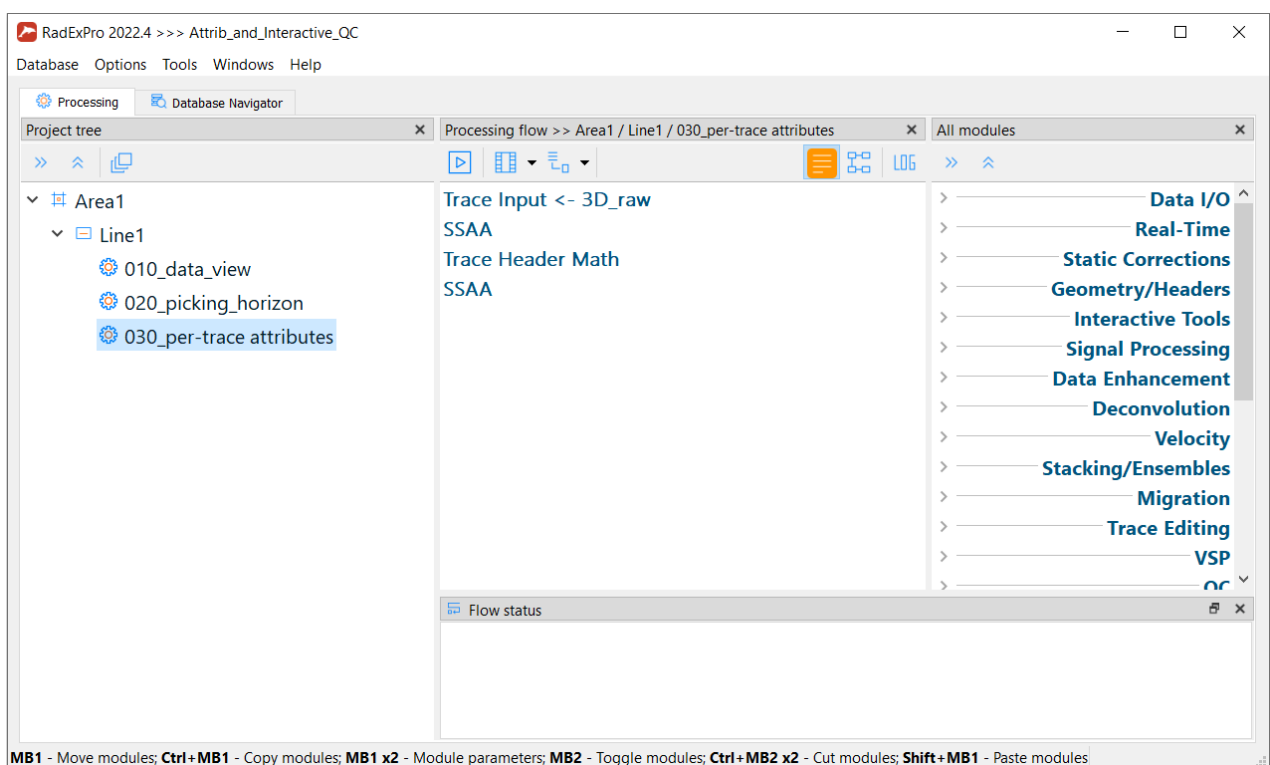 RadExPro 2022.4 >>> Attrib_and_Interactive_QC
Database Options Tools Windows Help
Processing Database Navigator
Project tree
Processing flow >> Area1 / Line1 / 030_per-trace attributes
All modules
LOG
Area1
Line1
010_data_view
020_picking_horizon
030_per-trace attributes
Trace Input <- 3D_raw
SSAA
Trace Header Math
SSAA
Data I/O
Real-Time
Static Corrections
Geometry/Headers
Interactive Tools
Signal Processing
Data Enhancement
Deconvolution
Velocity
Stacking/Ensembles
Migration
Trace Editing
VSP
QC
Flow status
MB1 - Move modules; Ctrl+MB1 - Copy modules; MB1 x2 - Module parameters; MB2 - Toggle modules; Ctrl+MB2 x2 - Cut modules; Shift+MB1 - Paste modules